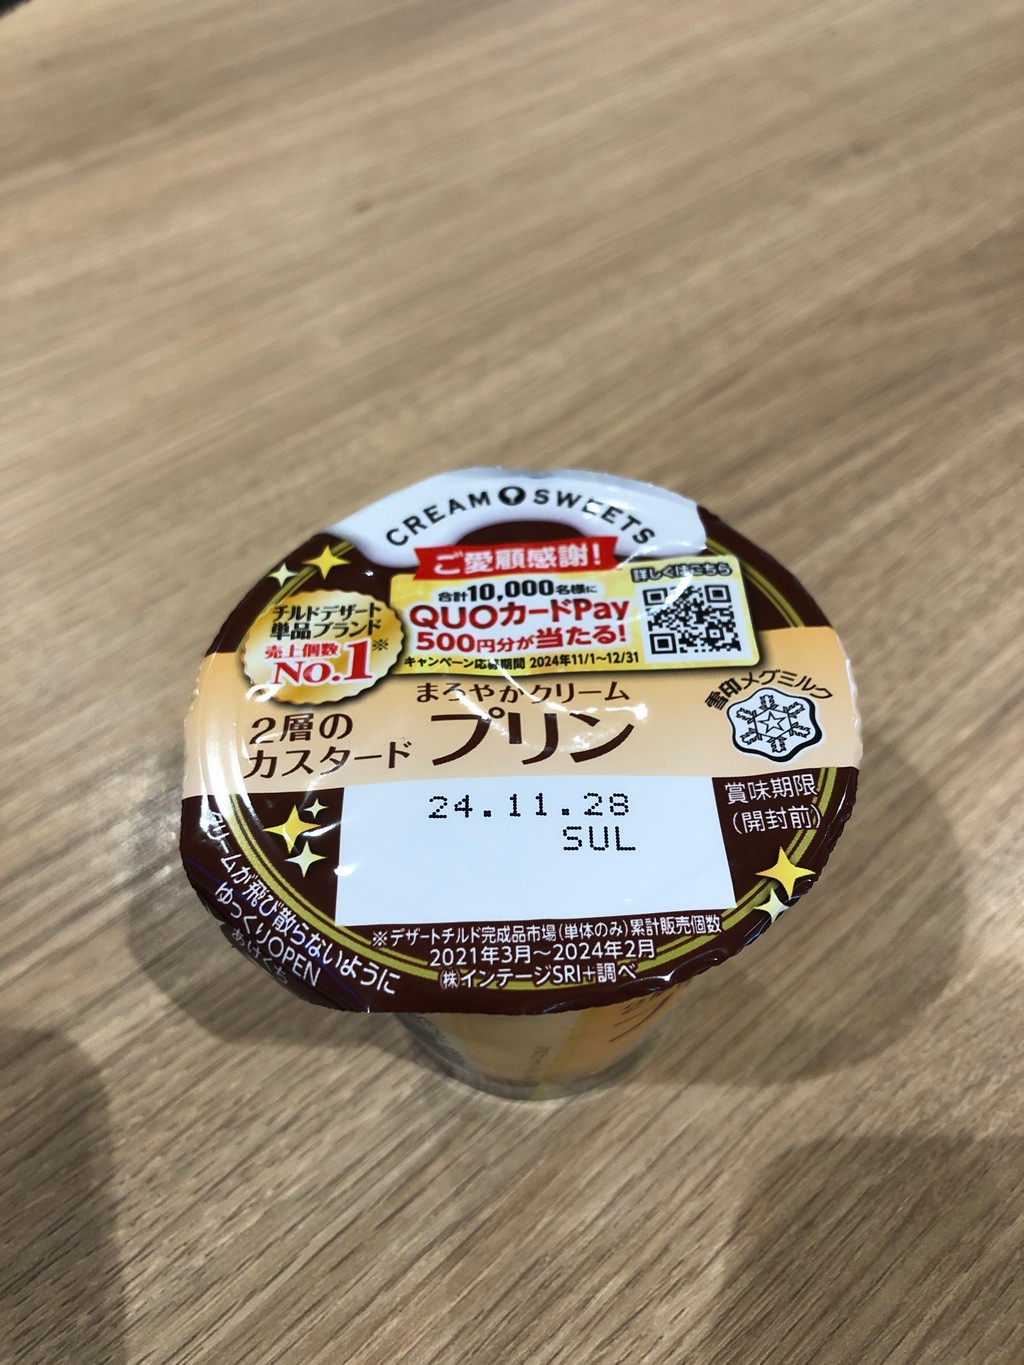 CREAM SWEETS
ご愛顧感謝!
合計10,000名様に
QUOカードPay
500円分が当たる!
キャンペーン応募期間 2024年11/1~12/31
詳しくはこちら
チルドデザート
単品ブランド
売上個数※
No.1
まろやかクリーム
プリン
2層の
カスタード
雪印メグミルク
24.11.28
SUL
賞味期限
(開封前)
クリームが飛び散らないように
ゆっくりOPEN
あけくち
※デザートチルド完成品市場(単体のみ)累計販売個数
2021年3月~2024年2月
(株)インテージSRI+調べ